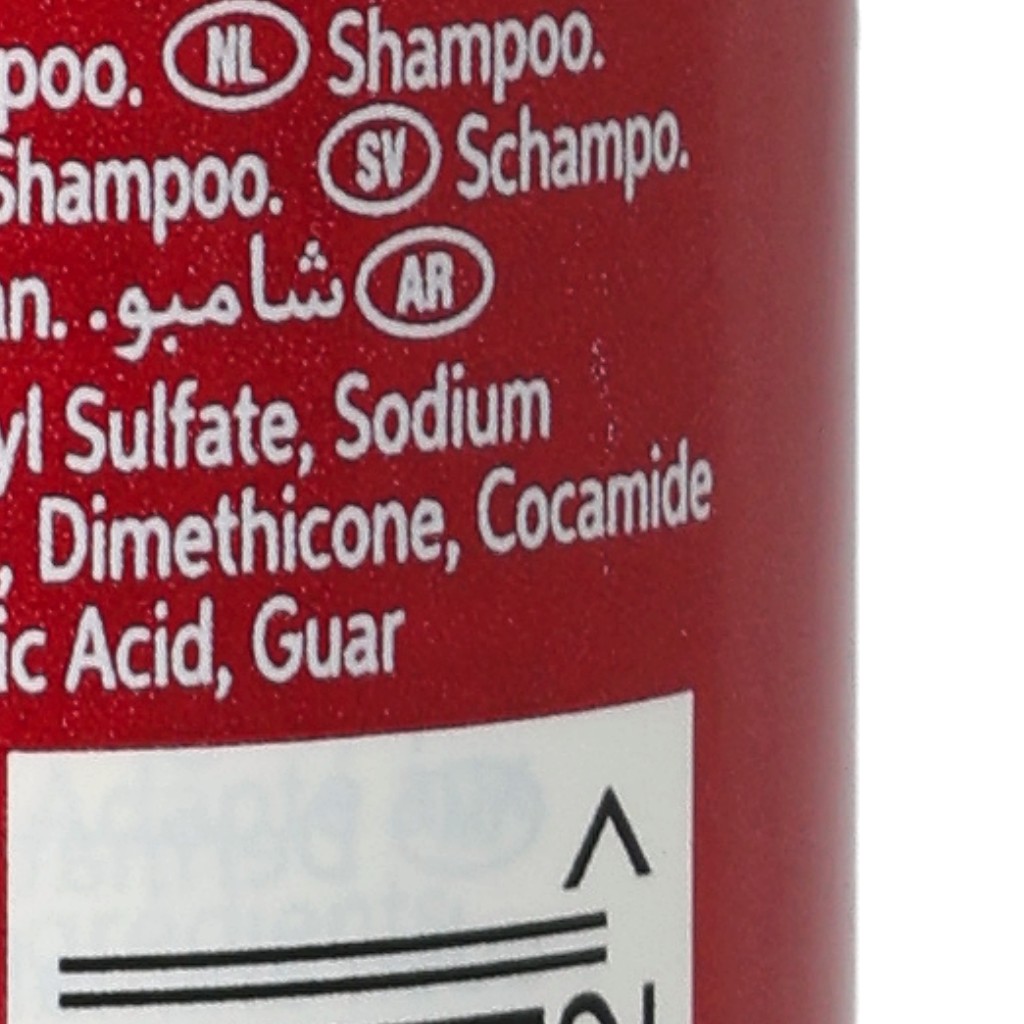 poo. NL Shampoo.
Shampoo. SV Schampo.
an. شامبو. AR
yl Sulfate, Sodium
, Dimethicone, Cocamide
ic Acid, Guar
>